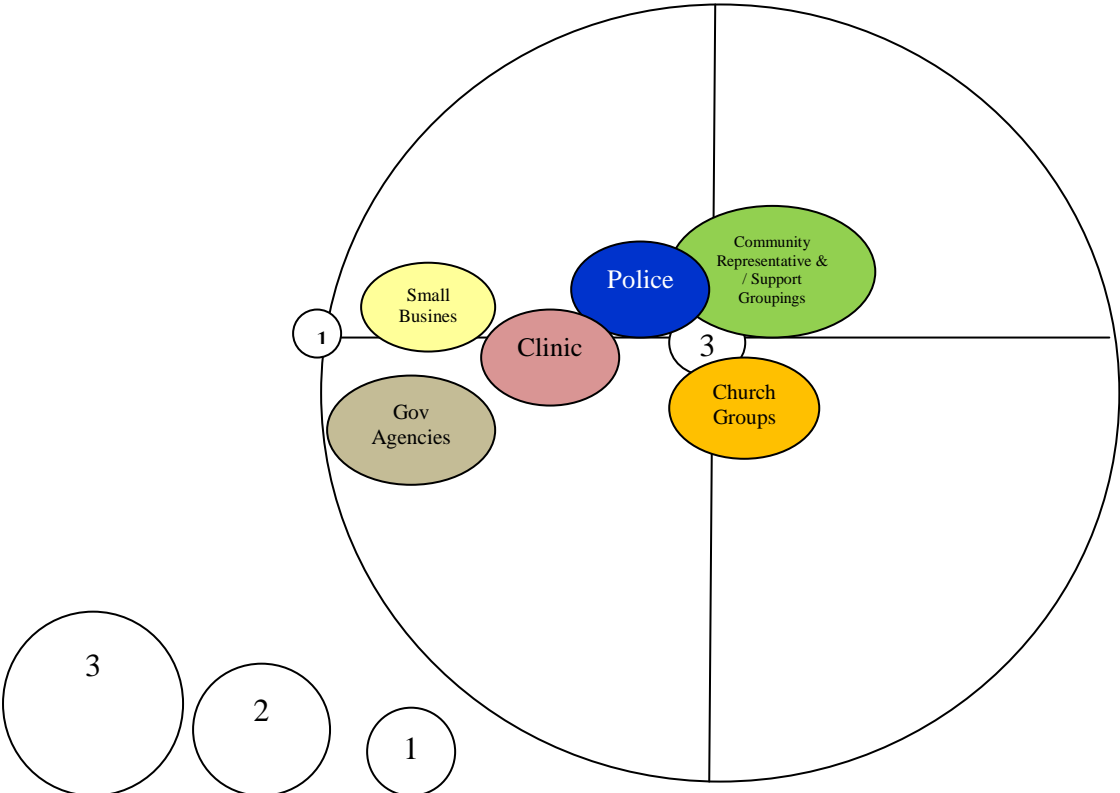 Community
Representative &
/ Support
Groupings
Police
Small
Busines
1
Clinic
3
Church
Groups
Gov
Agencies
3
2
1